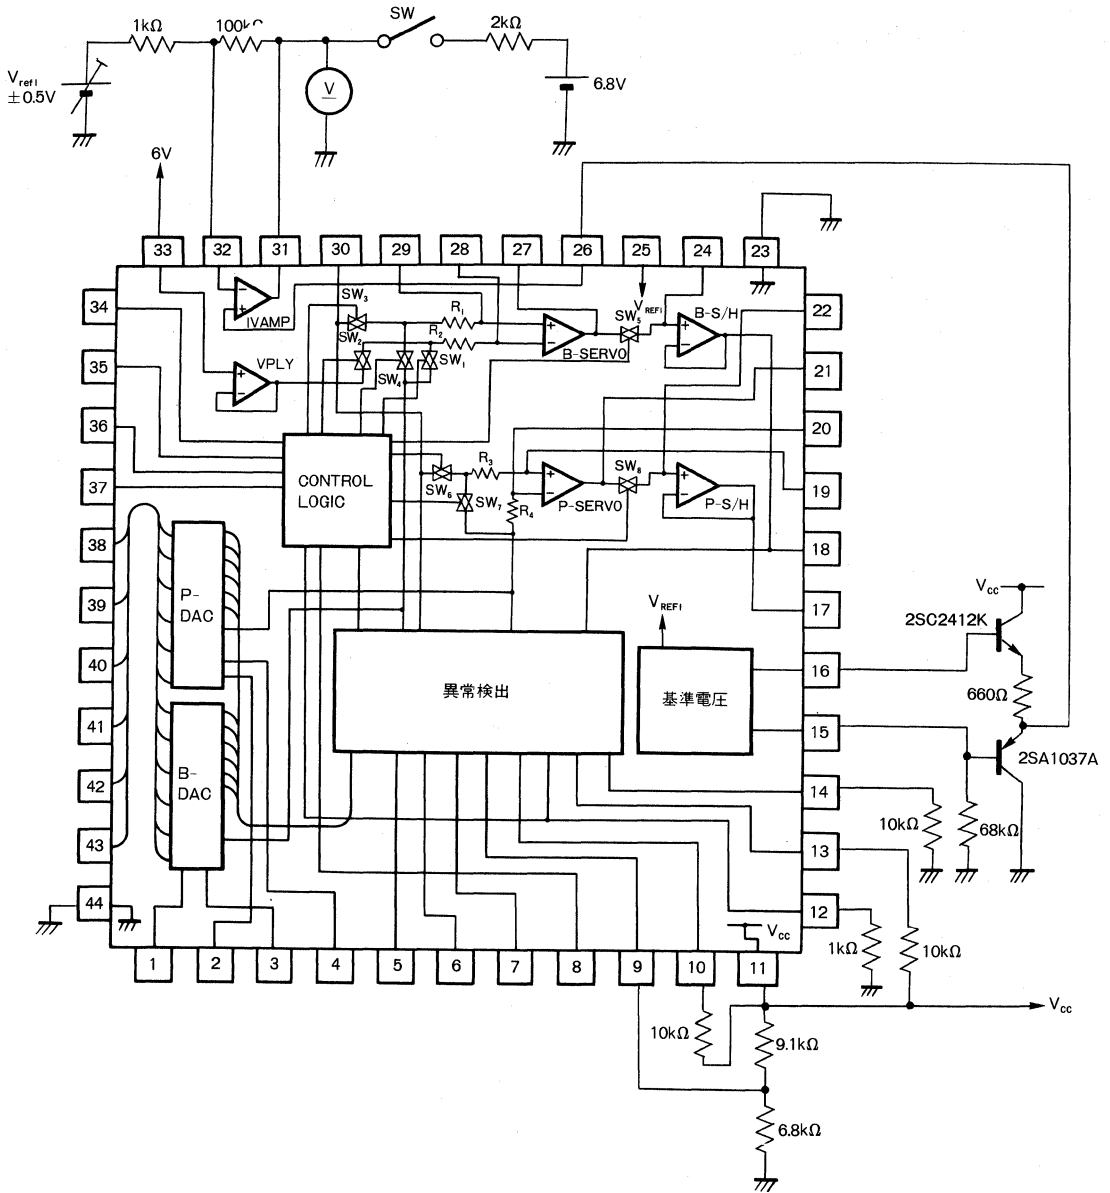 SW
1kΩ
100kΩ
2kΩ
Vref1
±0.5V
V
6.8V
6V
33
32
31
30
29
28
27
26
25
24
23
34
35
36
37
38
39
40
41
42
43
44
22
21
20
19
18
17
16
15
14
13
12
1
2
3
4
5
6
7
8
9
10
11
IVAMP
VPLY
SW3
SW2
SW4
SW1
R1
R2
B-SERVO
VREF1
SW5
B-S/H
CONTROL
LOGIC
SW6
SW7
R3
R4
P-SERVO
SW8
P-S/H
P-
DAC
B-
DAC
異常検出
VREF1
基準電圧
Vcc
2SC2412K
660Ω
2SA1037A
10kΩ
68kΩ
Vcc
1kΩ
10kΩ
Vcc
10kΩ
9.1kΩ
6.8kΩ